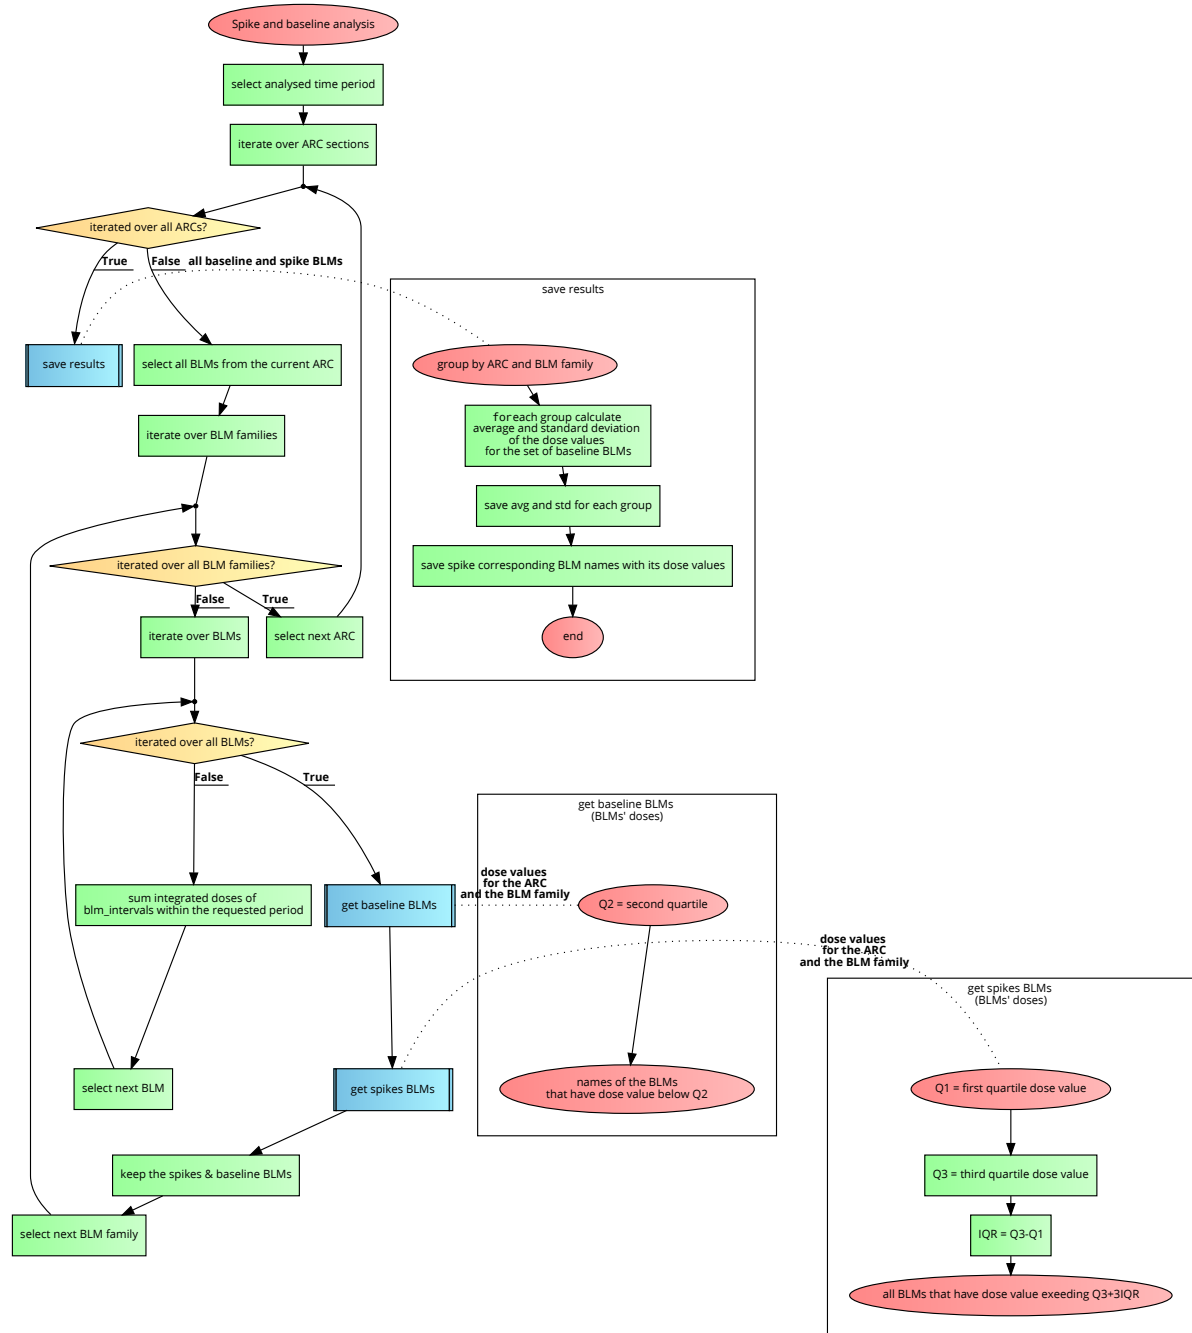 Spike and baseline analysis
select analysed time period
iterate over ARC sections
iterated over all ARCs?
True
False
all baseline and spike BLMs
save results
select all BLMs from the current ARC
iterate over BLM families
iterated over all BLM families?
False
True
iterate over BLMs
select next ARC
iterated over all BLMs?
False
True
sum integrated doses of
blm_intervals within the requested period
get baseline BLMs
select next BLM
get spikes BLMs
keep the spikes & baseline BLMs
select next BLM family
save results
group by ARC and BLM family
for each group calculate
average and standard deviation
of the dose values
for the set of baseline BLMs
save avg and std for each group
save spike corresponding BLM names with its dose values
end
get baseline BLMs
(BLMs' doses)
dose values
for the ARC
and the BLM family
Q2 = second quartile
names of the BLMs
that have dose value below Q2
dose values
for the ARC
and the BLM family
get spikes BLMs
(BLMs' doses)
Q1 = first quartile dose value
Q3 = third quartile dose value
IQR = Q3-Q1
all BLMs that have dose value exeeding Q3+3IQR